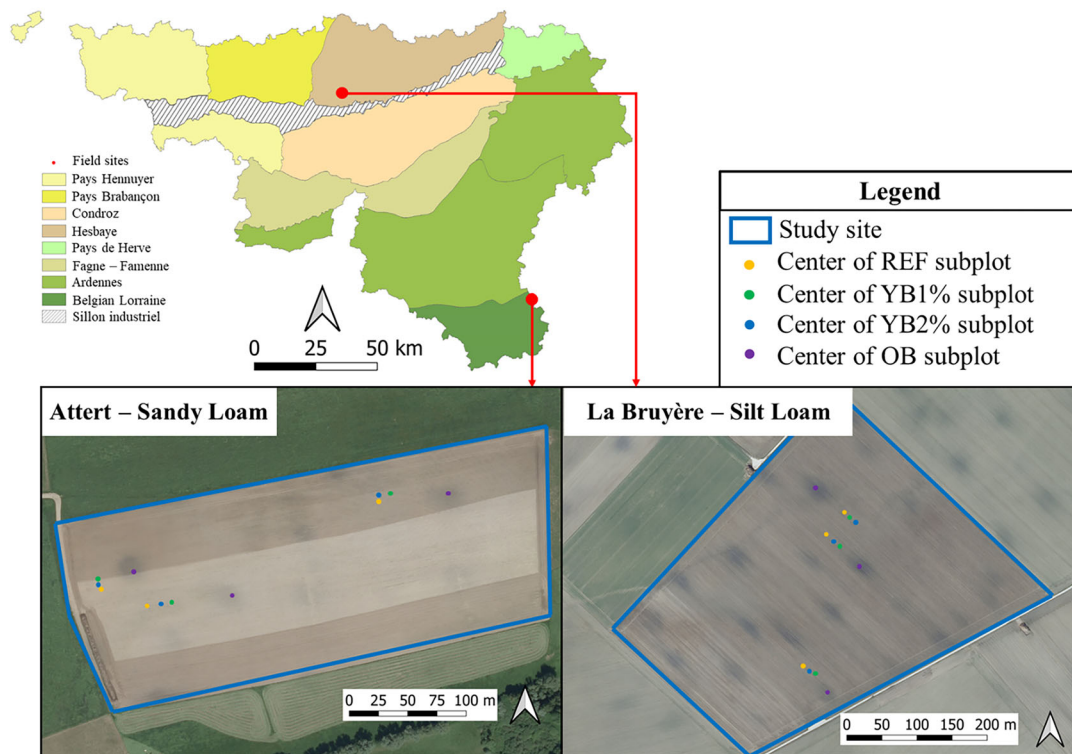 Field sites
Pays Hennuyer
Pays Brabançon
Condroz
Hesbaye
Pays de Herve
Fagne – Famenne
Ardennes
Belgian Lorraine
Sillon industriel
0 25 50 km
Legend
Study site
Center of REF subplot
Center of YB1% subplot
Center of YB2% subplot
Center of OB subplot
Attert – Sandy Loam
0 25 50 75 100 m
La Bruyère – Silt Loam
0 50 100 150 200 m